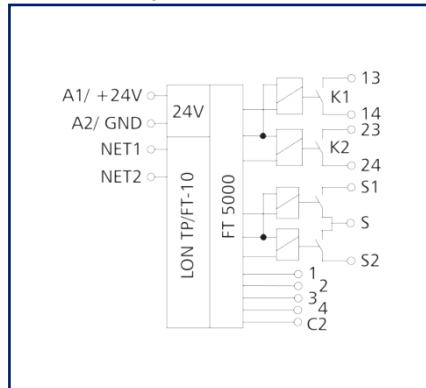 A1/ +24V
A2/ GND
NET1
NET2
24V
LON TP/FT-10
FT 5000
13
K1
14
23
K2
24
S1
S
S2
1
2
3
4
C2